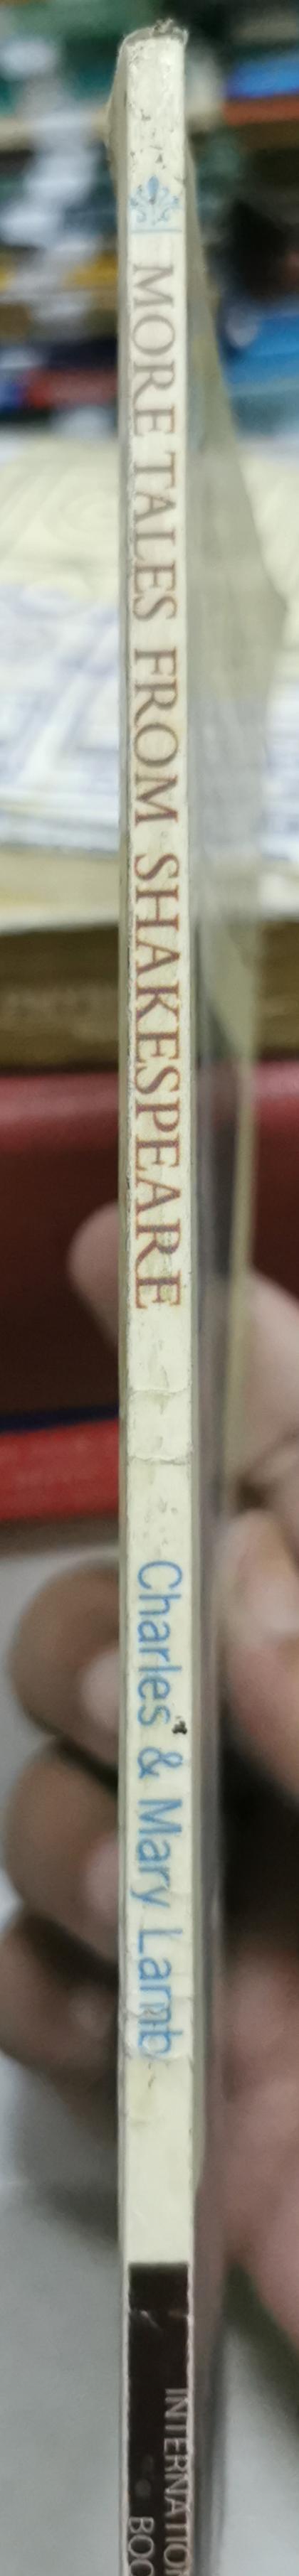 MORE TALES FROM SHAKESPEARE
Charles & Mary Lamb
INTERNATIO
BOO